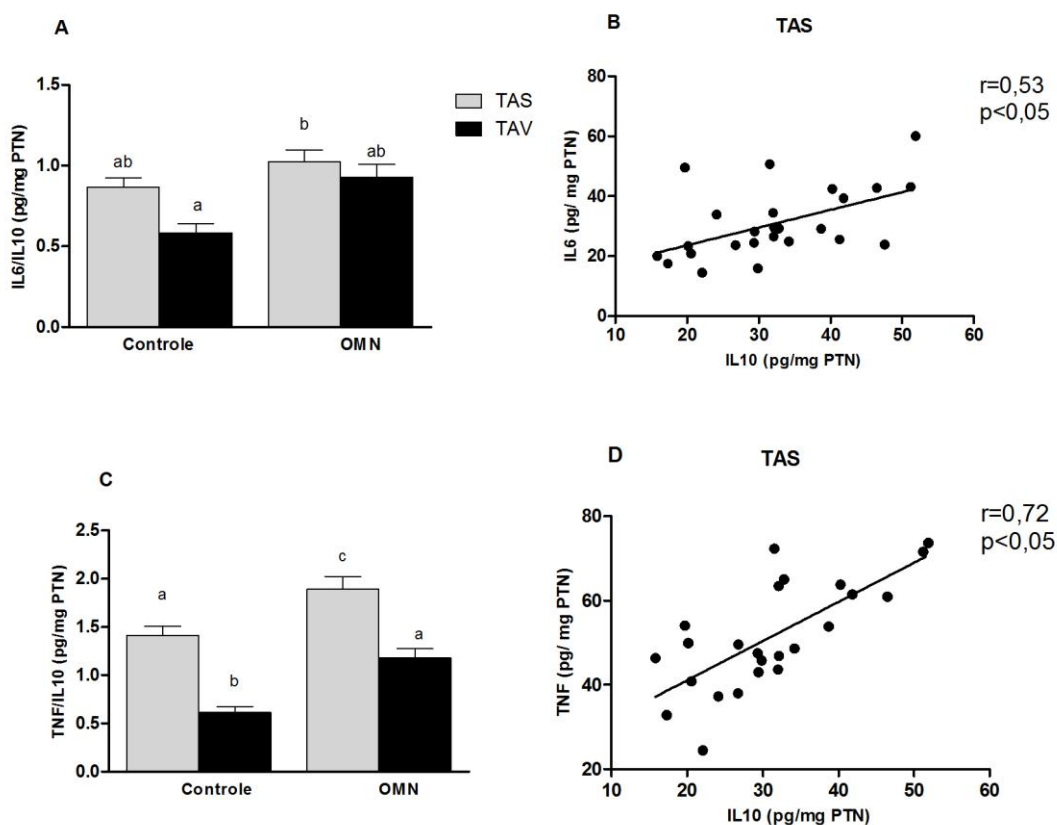 A
IL6/IL10 (pg/mg PTN)
1.5
1.0
0.5
0.0
ab
a
b
ab
Controle
OMN
TAS
TAV
B
TAS
r=0,53
p<0,05
IL6 (pg/ mg PTN)
80
60
40
20
0
10 20 30 40 50 60
IL10 (pg/mg PTN)
C
TNF/IL10 (pg/mg PTN)
2.5
2.0
1.5
1.0
0.5
0.0
a
b
c
a
Controle
OMN
D
TAS
r=0,72
p<0,05
TNF (pg/ mg PTN)
80
60
40
20
10 20 30 40 50 60
IL10 (pg/mg PTN)